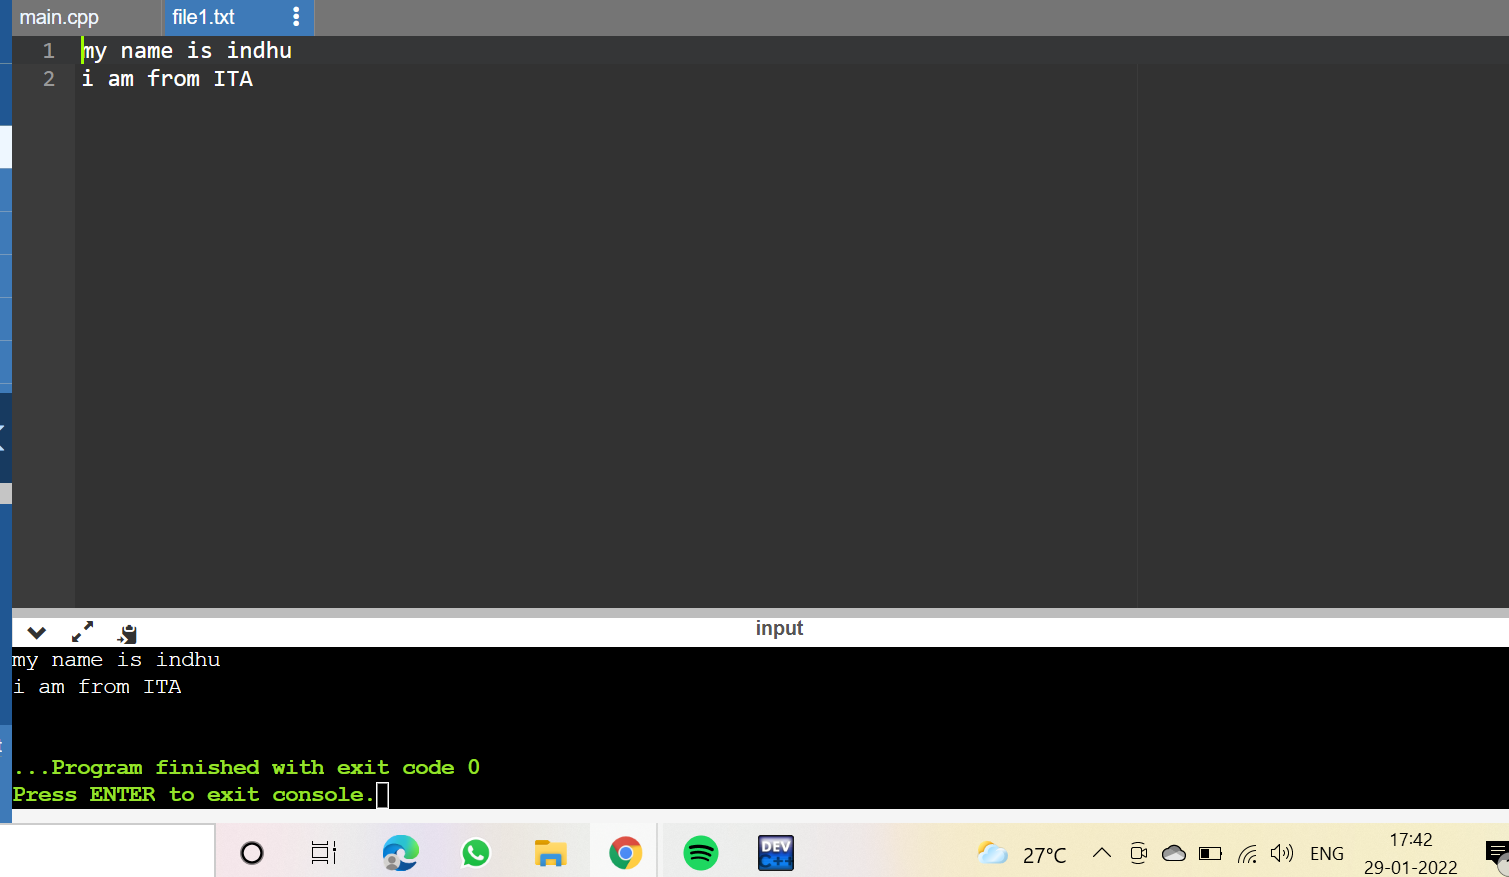 main.cpp file1.txt
1 my name is indhu
2 i am from ITA
input
my name is indhu
i am from ITA
...Program finished with exit code 0
Press ENTER to exit console.
DEV
C++
27°C ENG 17:42
29-01-2022